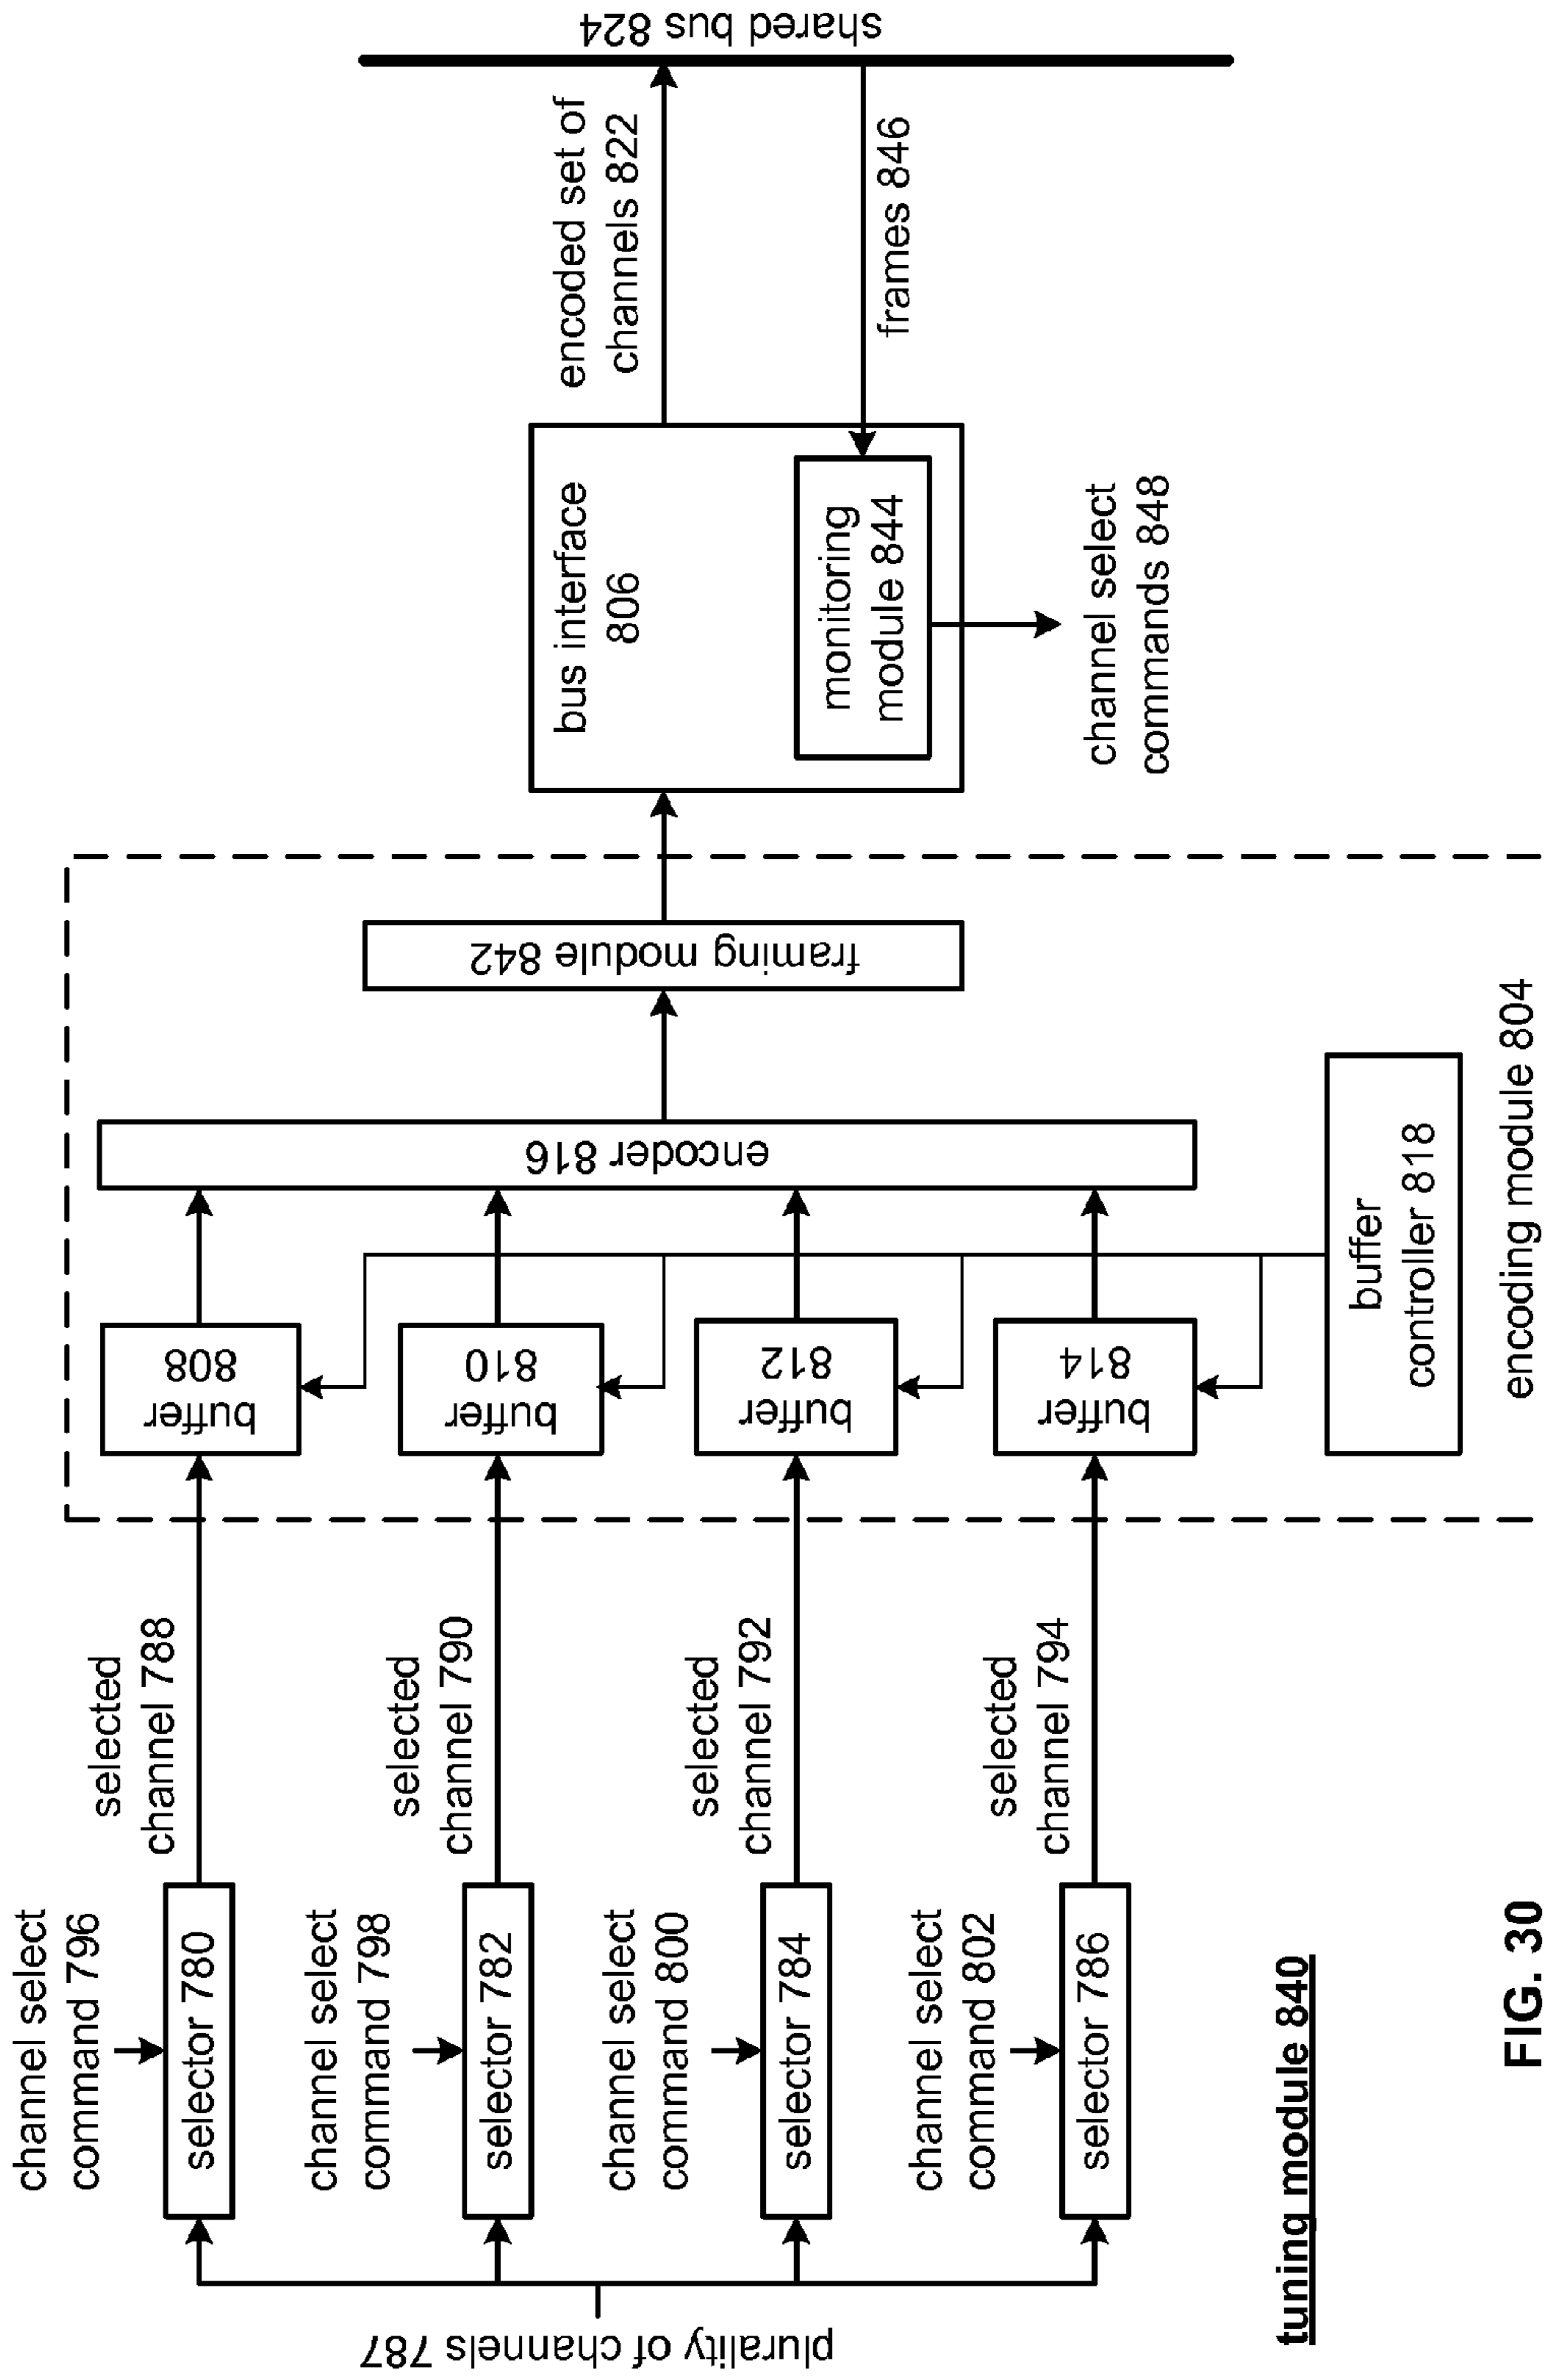 plurality of channels 787
channel select
command 796
selector 780
selected
channel 788
channel select
command 798
selector 782
selected
channel 790
channel select
command 800
selector 784
selected
channel 792
channel select
command 802
selector 786
selected
channel 794
buffer
808
buffer
810
buffer
812
buffer
814
encoder 816
buffer
controller 818
encoding module 804
framing module 842
bus interface
806
monitoring
module 844
channel select
commands 848
encoded set of
channels 822
frames 846
shared bus 824
tuning module 840
FIG. 30